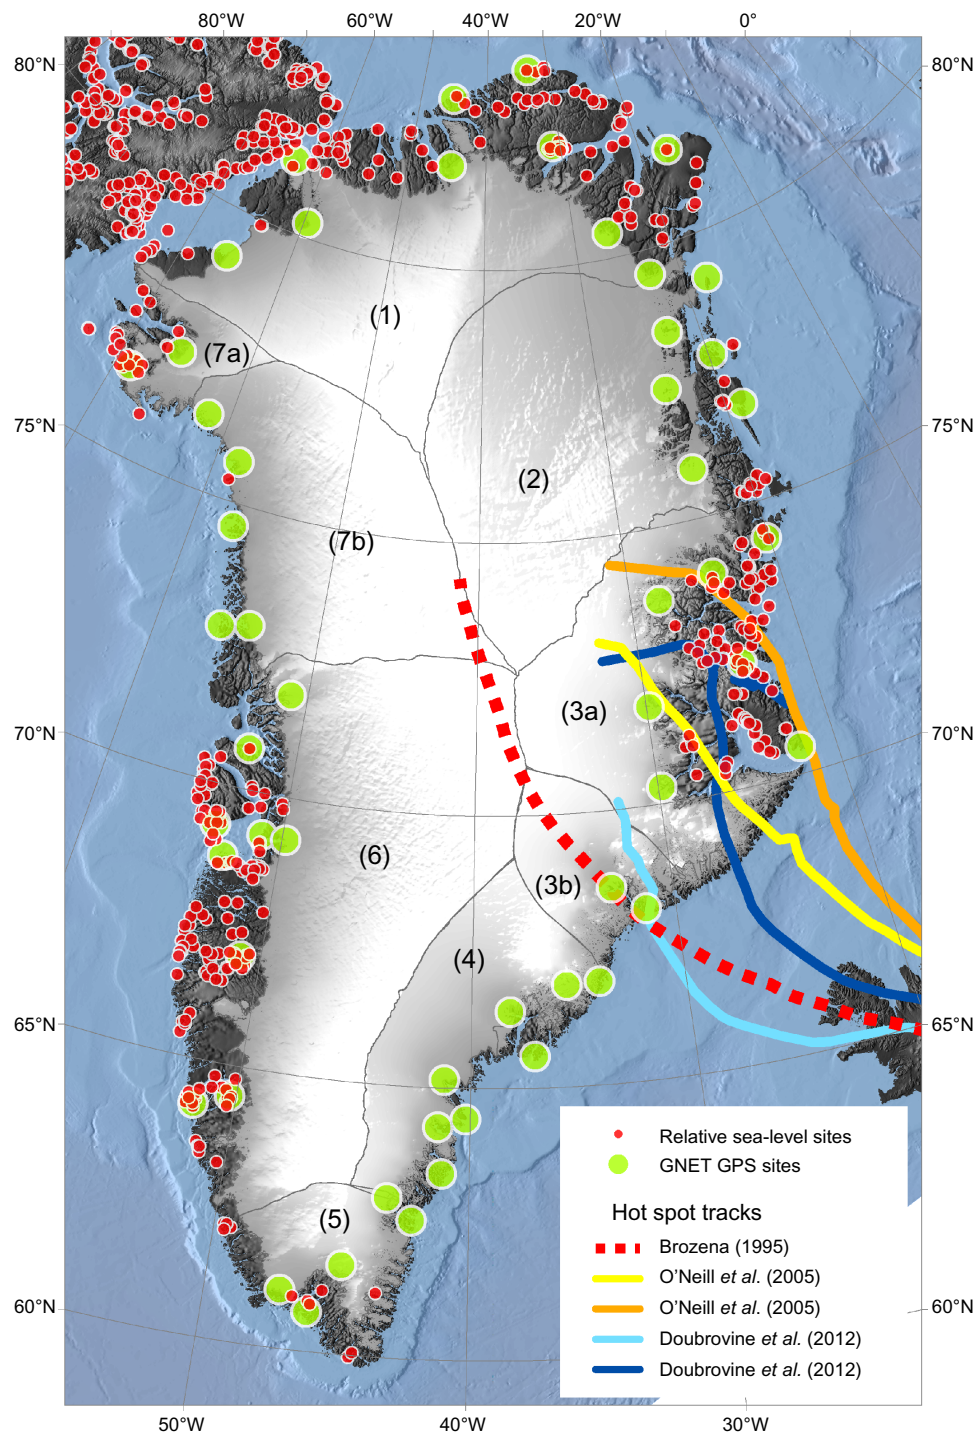 80°W 60°W 40°W 20°W 0°
80°N 80°N
(1)
(7a)
75°N 75°N
(2)
(7b)
(3a)
70°N 70°N
(6)
(3b)
(4)
65°N 65°N
Relative sea-level sites
GNET GPS sites
(5)
Hot spot tracks
Brozena (1995)
O'Neill et al. (2005)
60°N 60°N
O'Neill et al. (2005)
Doubrovine et al. (2012)
Doubrovine et al. (2012)
50°W 40°W 30°W